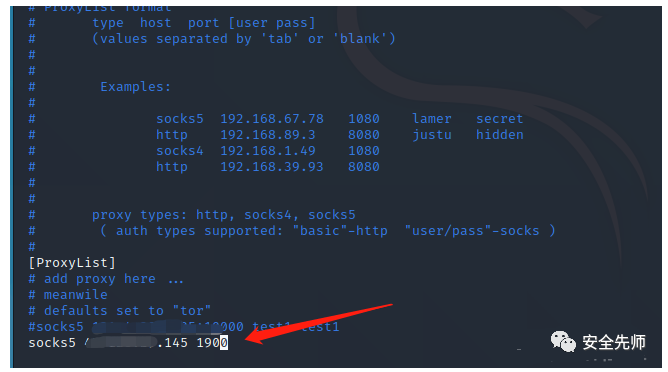 # ProxyList format
#       type  host  port [user pass]
#       (values separated by 'tab' or 'blank')
#
#
#        Examples:
#
#               socks5  192.168.67.78   1080    lamer   secret
#               http    192.168.89.3    8080    justu   hidden
#               socks4  192.168.1.49    1080
#               http    192.168.39.93   8080
#
#
#       proxy types: http, socks4, socks5
#        ( auth types supported: "basic"-http  "user/pass"-socks )
#
[ProxyList]
# add proxy here ...
# meanwile
# defaults set to "tor"
#socks5 000 test1 test1
socks5 .145 1900
安全先师